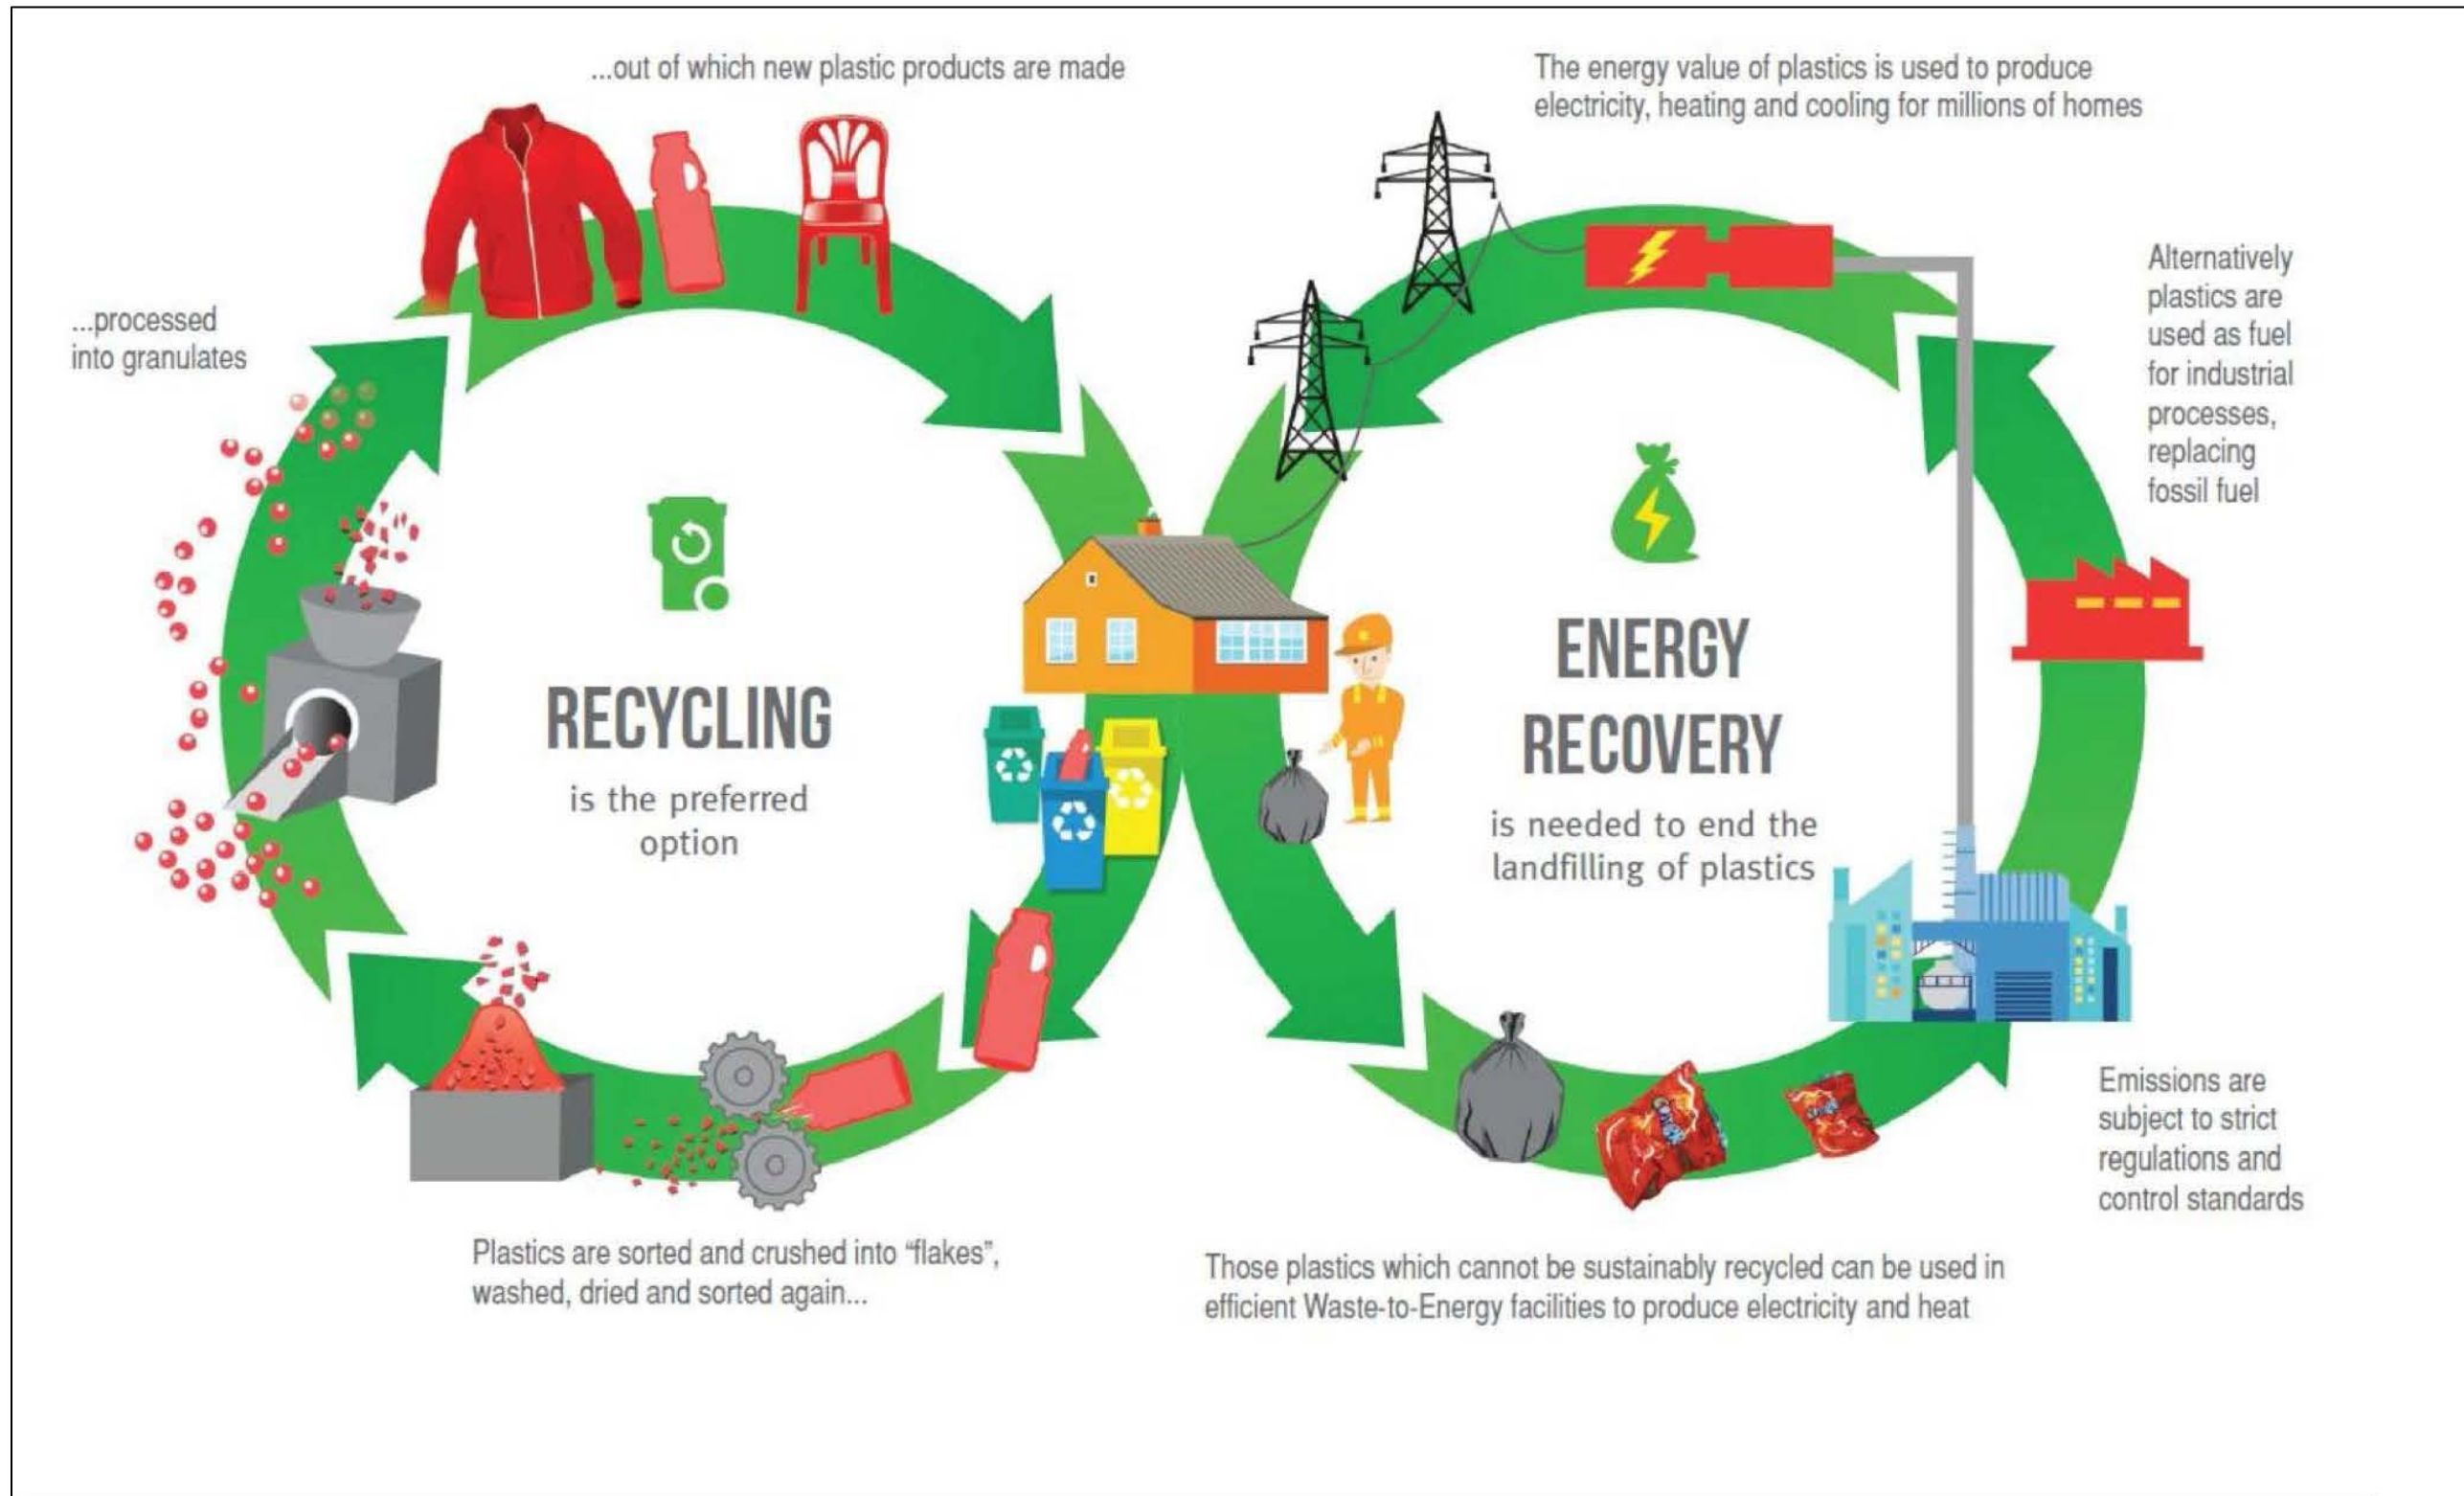 ...out of which new plastic products are made
...processed
into granulates
RECYCLING
is the preferred
option
Plastics are sorted and crushed into “flakes”,
washed, dried and sorted again...
The energy value of plastics is used to produce
electricity, heating and cooling for millions of homes
Alternatively
plastics are
used as fuel
for industrial
processes,
replacing
fossil fuel
ENERGY
RECOVERY
is needed to end the
landfilling of plastics
Emissions are
subject to strict
regulations and
control standards
Those plastics which cannot be sustainably recycled can be used in
efficient Waste-to-Energy facilities to produce electricity and heat